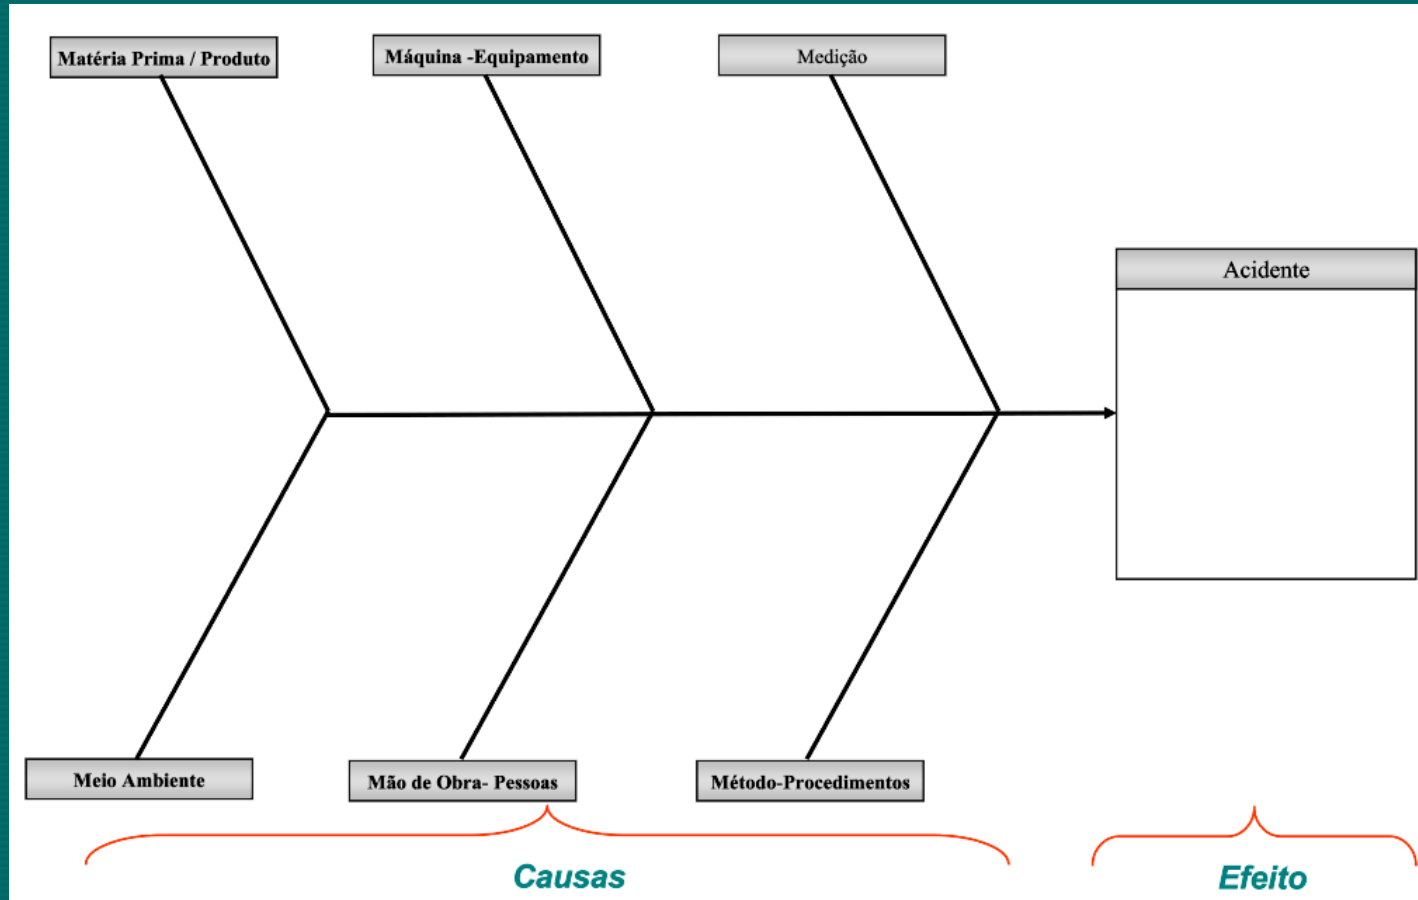 Matéria Prima / Produto
Máquina -Equipamento
Medição
Acidente
Meio Ambiente
Mão de Obra- Pessoas
Método-Procedimentos
Causas
Efeito